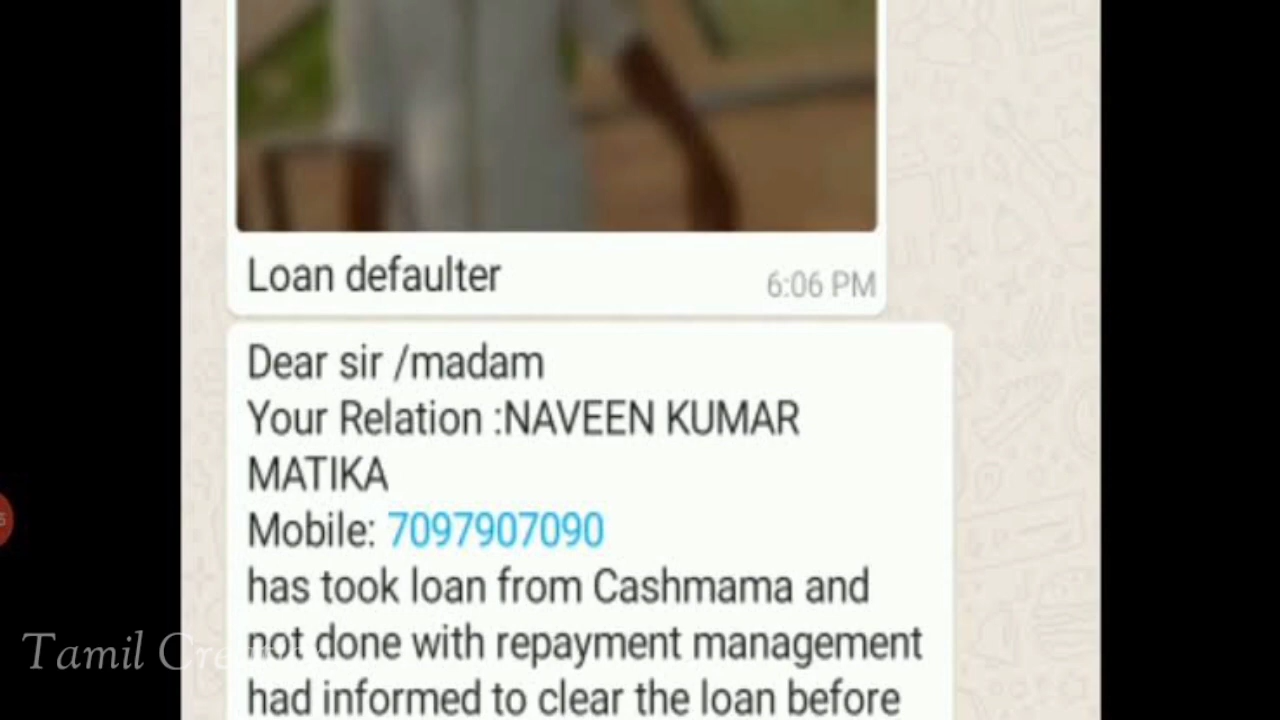 Loan defaulter
6:06 PM
Dear sir /madam
Your Relation :NAVEEN KUMAR
MATIKA
Mobile: 7097907090
has took loan from Cashmama and
not done with repayment management
had informed to clear the loan before
Tamil